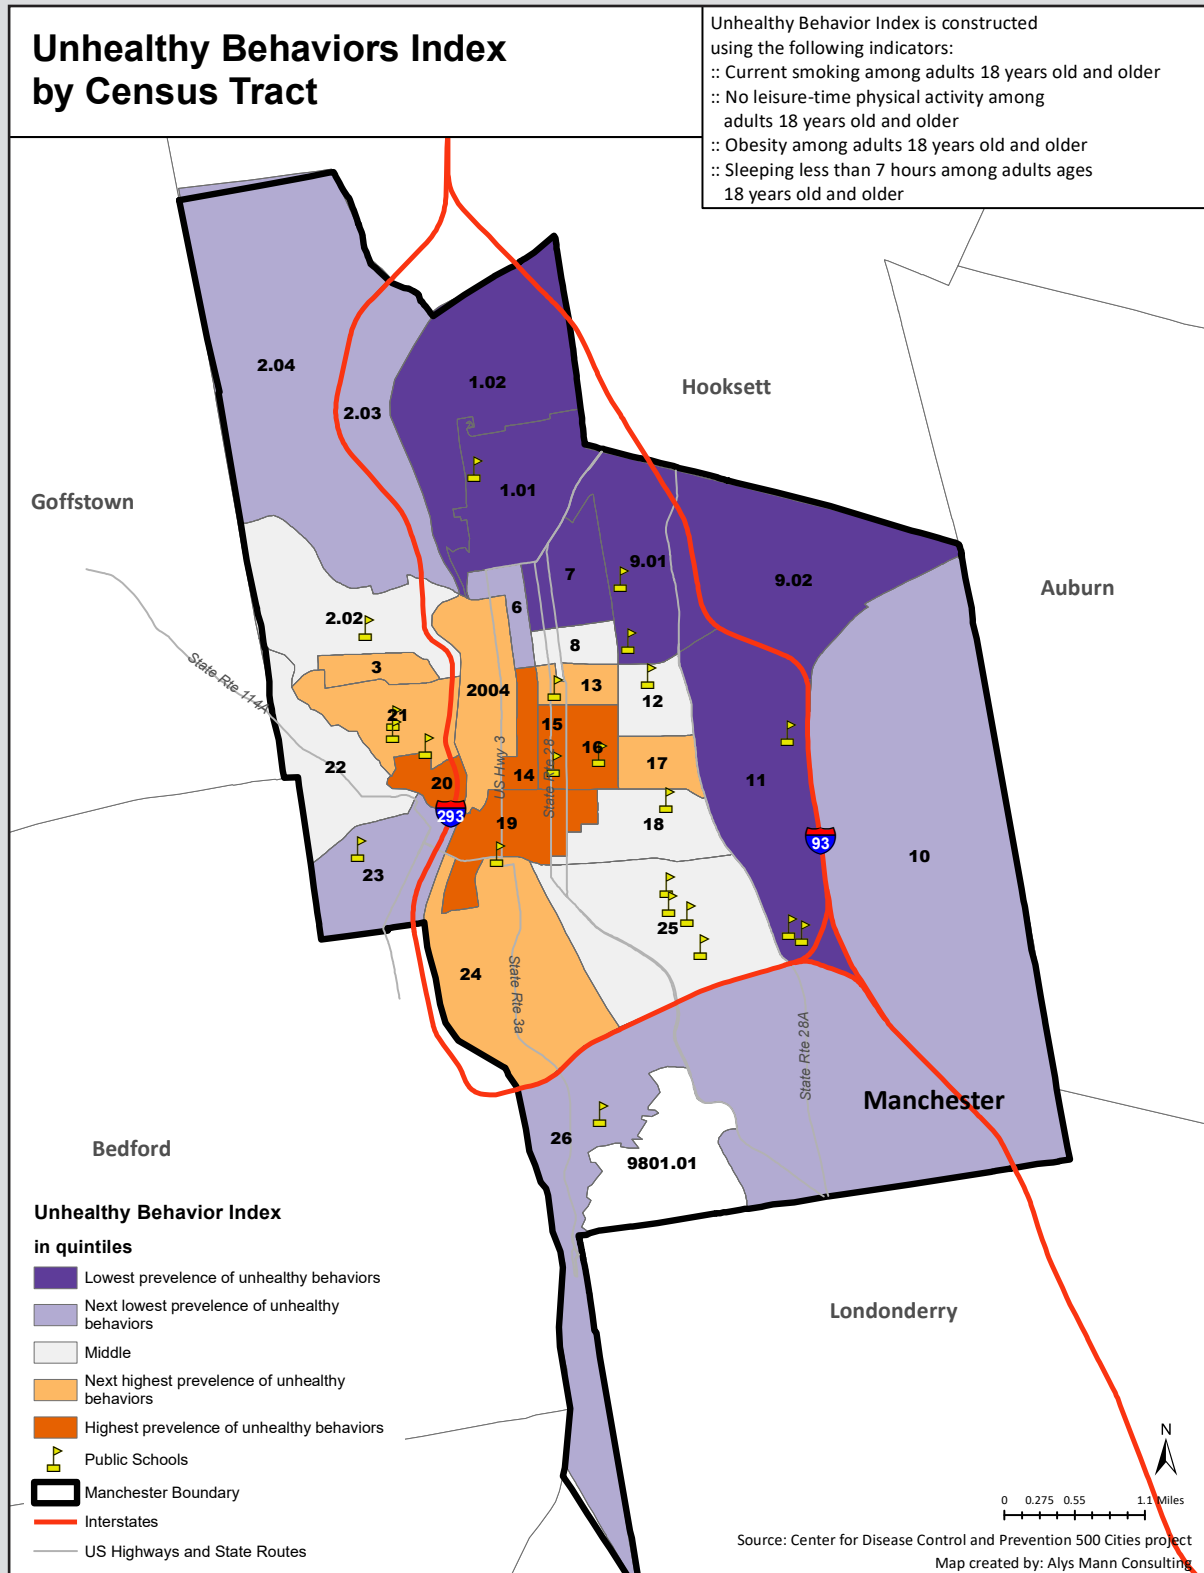 Unhealthy Behaviors Index
by Census Tract
Unhealthy Behavior Index is constructed
using the following indicators:
:: Current smoking among adults 18 years old and older
:: No leisure-time physical activity among
adults 18 years old and older
:: Obesity among adults 18 years old and older
:: Sleeping less than 7 hours among adults ages
18 years old and older
2.04
1.02
Hooksett
2.03
1.01
Goffstown
9.01
7
9.02
Auburn
6
2.02
8
3
13
State Rte 114A
2004
12
21
15
16
22
US Hwy 3
State Rte 28
17
14
20
11
293
19
18
93
10
23
25
24
State Rte 3a
State Rte 28A
Manchester
26
Bedford
9801.01
Londonderry
Unhealthy Behavior Index
in quintiles
Lowest prevelence of unhealthy behaviors
Next lowest prevelence of unhealthy
behaviors
Middle
Next highest prevelence of unhealthy
behaviors
Highest prevelence of unhealthy behaviors
Public Schools
Manchester Boundary
Interstates
US Highways and State Routes
N
0 0.275 0.55 1.1 Miles
Source: Center for Disease Control and Prevention 500 Cities project
Map created by: Alys Mann Consulting